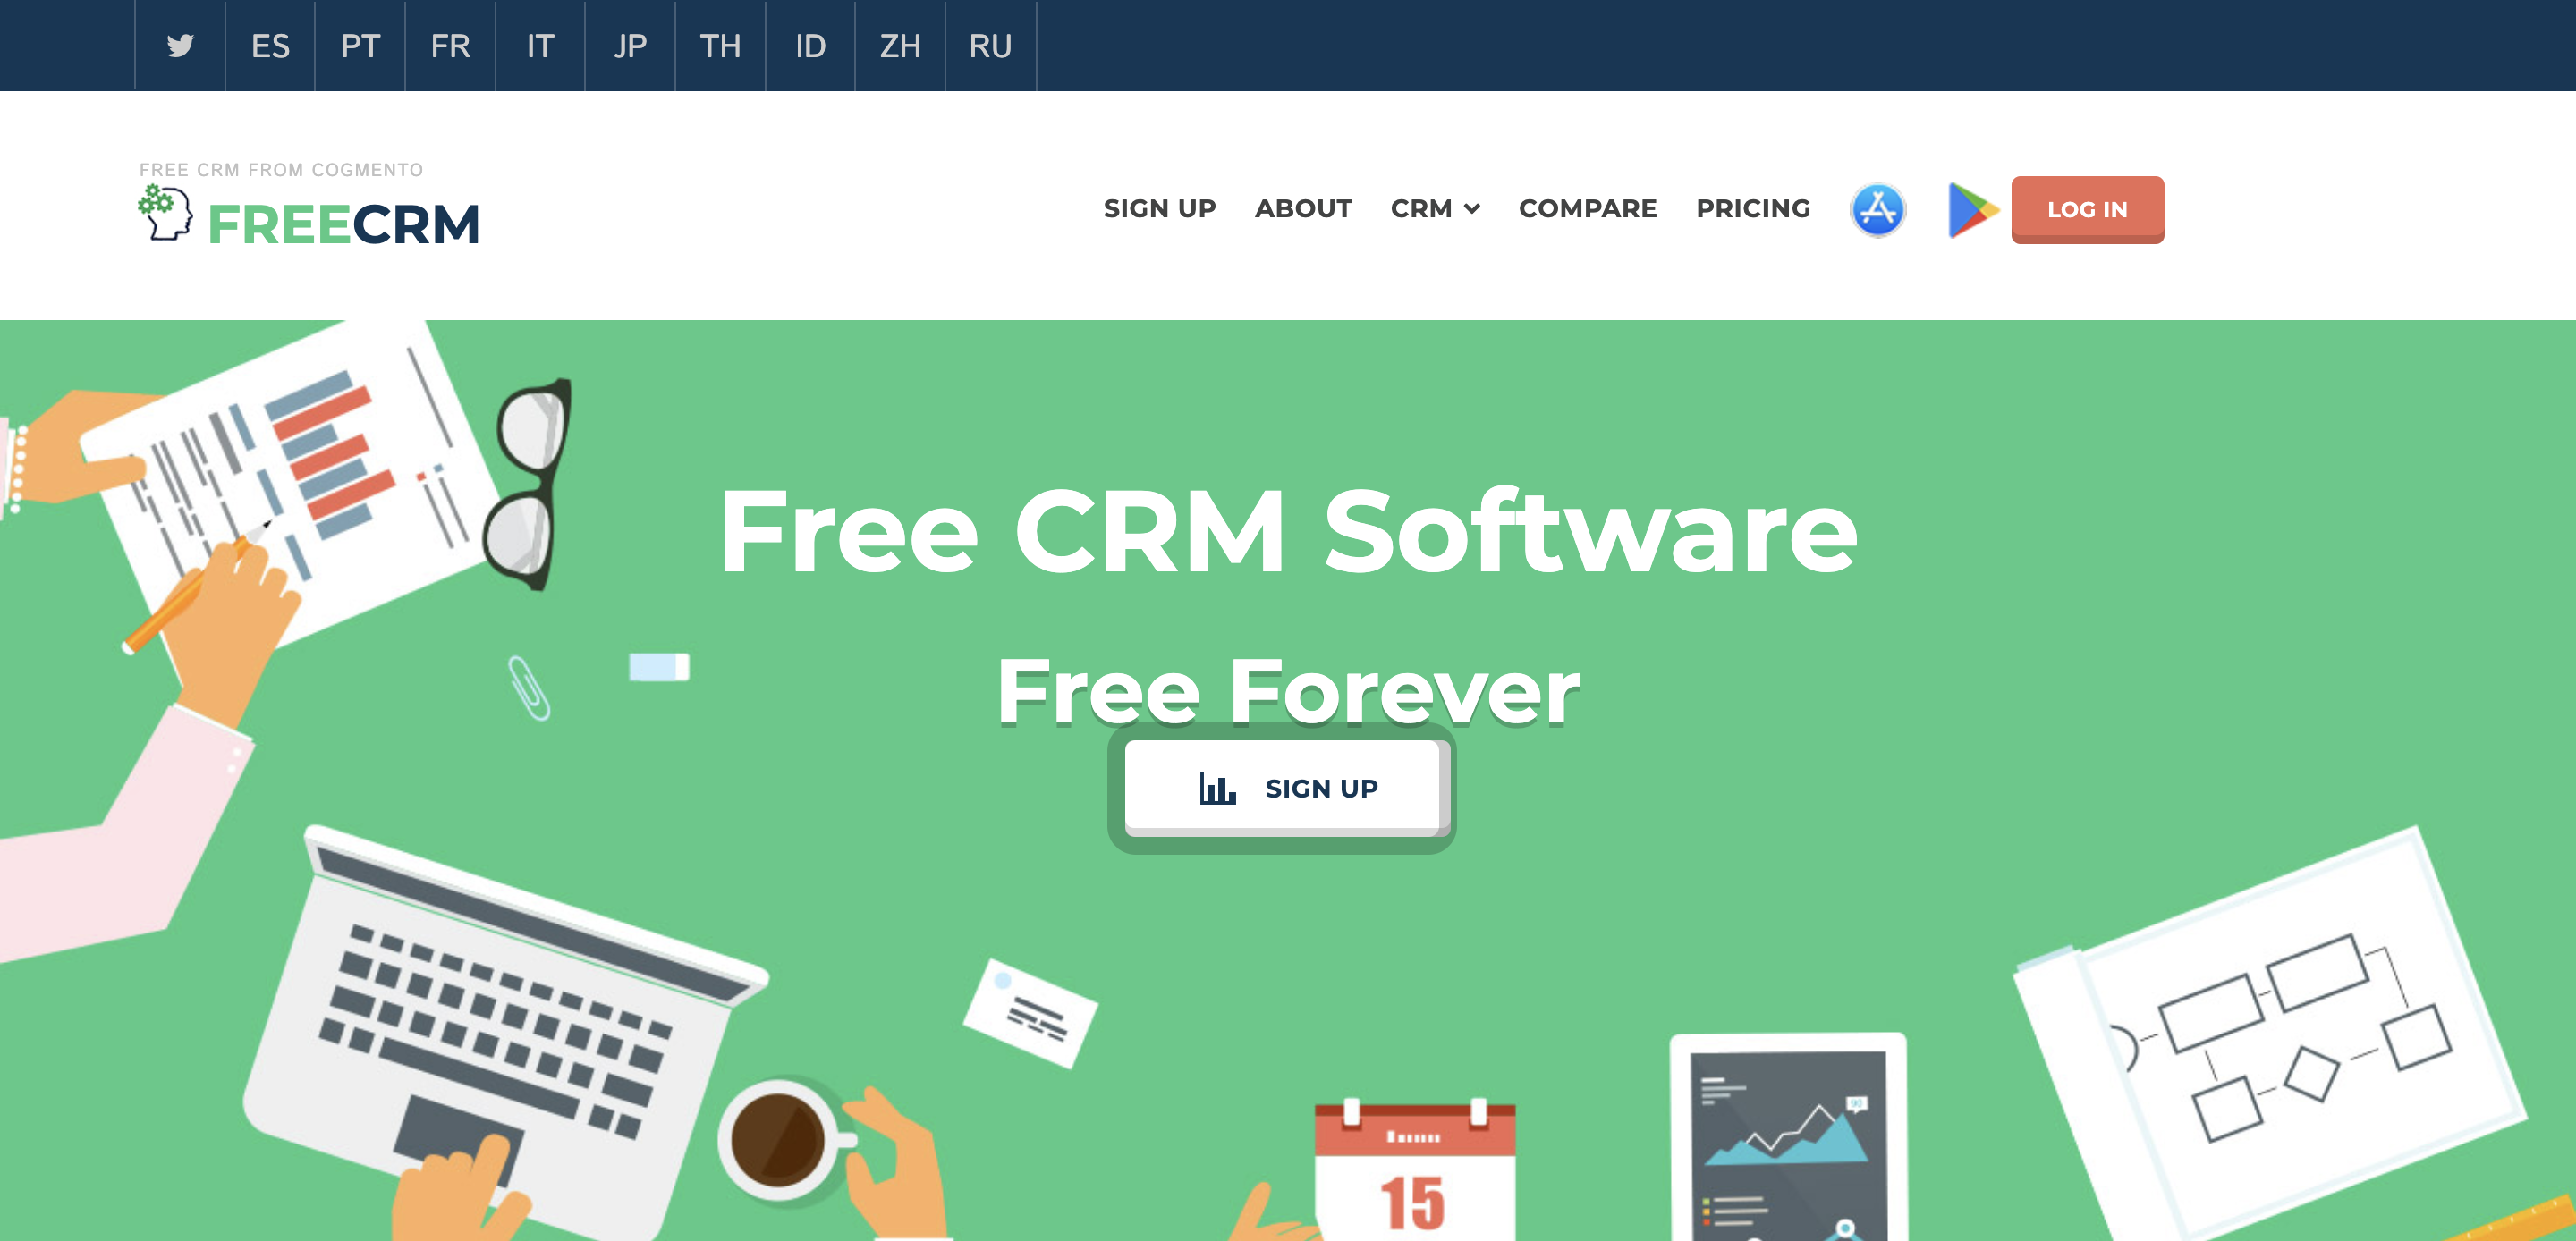 ES PT FR IT JP TH ID ZH RU
FREE CRM FROM COGMENTO
FREECRM
SIGN UP ABOUT CRM COMPARE PRICING LOG IN
Free CRM Software
Free Forever
SIGN UP
90
15